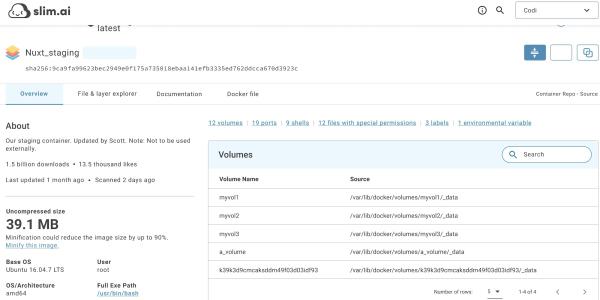 slim.ai
Codi
latest
Nuxt_staging
sha256:9ca9fa99623bec2949e0f175a735018ebaa141efb3335ed762ddcca670d3923c
Overview
File & layer explorer
Documentation
Docker file
Container Repo - Source
About
12 volumes | 19 ports | 9 shells | 12 files with special permissions | 3 labels | 1 environmental variable
Our staging container. Updated by Scott. Note: Not to be used
externally.
1.5 billion downloads • 13.5 thousand likes
Last updated 1 month ago • Scanned 2 days ago
Uncompressed size
39.1 MB
Minification could reduce the image size by up to 90%.
Minify this image.
Base OS
User
Ubuntu 16.04.7 LTS
root
OS/Architecture
Full Exe Path
amd64
/usr/bin/bash
Volumes
Search
Volume Name
Source
myvol1
/var/lib/docker/volumes/myvol1/_data
myvol2
/var/lib/docker/volumes/myvol2/_data
myvol3
/var/lib/docker/volumes/myvol3/_data
a_volume
/var/lib/docker/volumes/a_volume/_data
k39k3d9cmcaksddm49f03d03idf93
/var/lib/docker/volumes/k39k3d9cmcaksddm49f03d03idf93/_data
Number of rows:
5
1-4 of 4